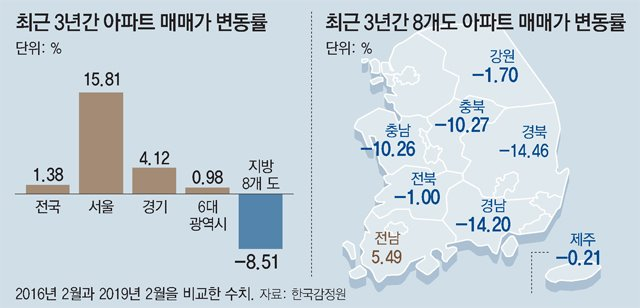 최근 3년간 아파트 매매가 변동률
단위: %
1.38
전국
15.81
서울
4.12
경기
0.98
6대
광역시
지방
8개 도
−8.51
최근 3년간 8개도 아파트 매매가 변동률
단위: %
강원
−1.70
충북
−10.27
충남
−10.26
경북
−14.46
전북
−1.00
경남
−14.20
전남
5.49
제주
−0.21
2016년 2월과 2019년 2월을 비교한 수치. 자료: 한국감정원